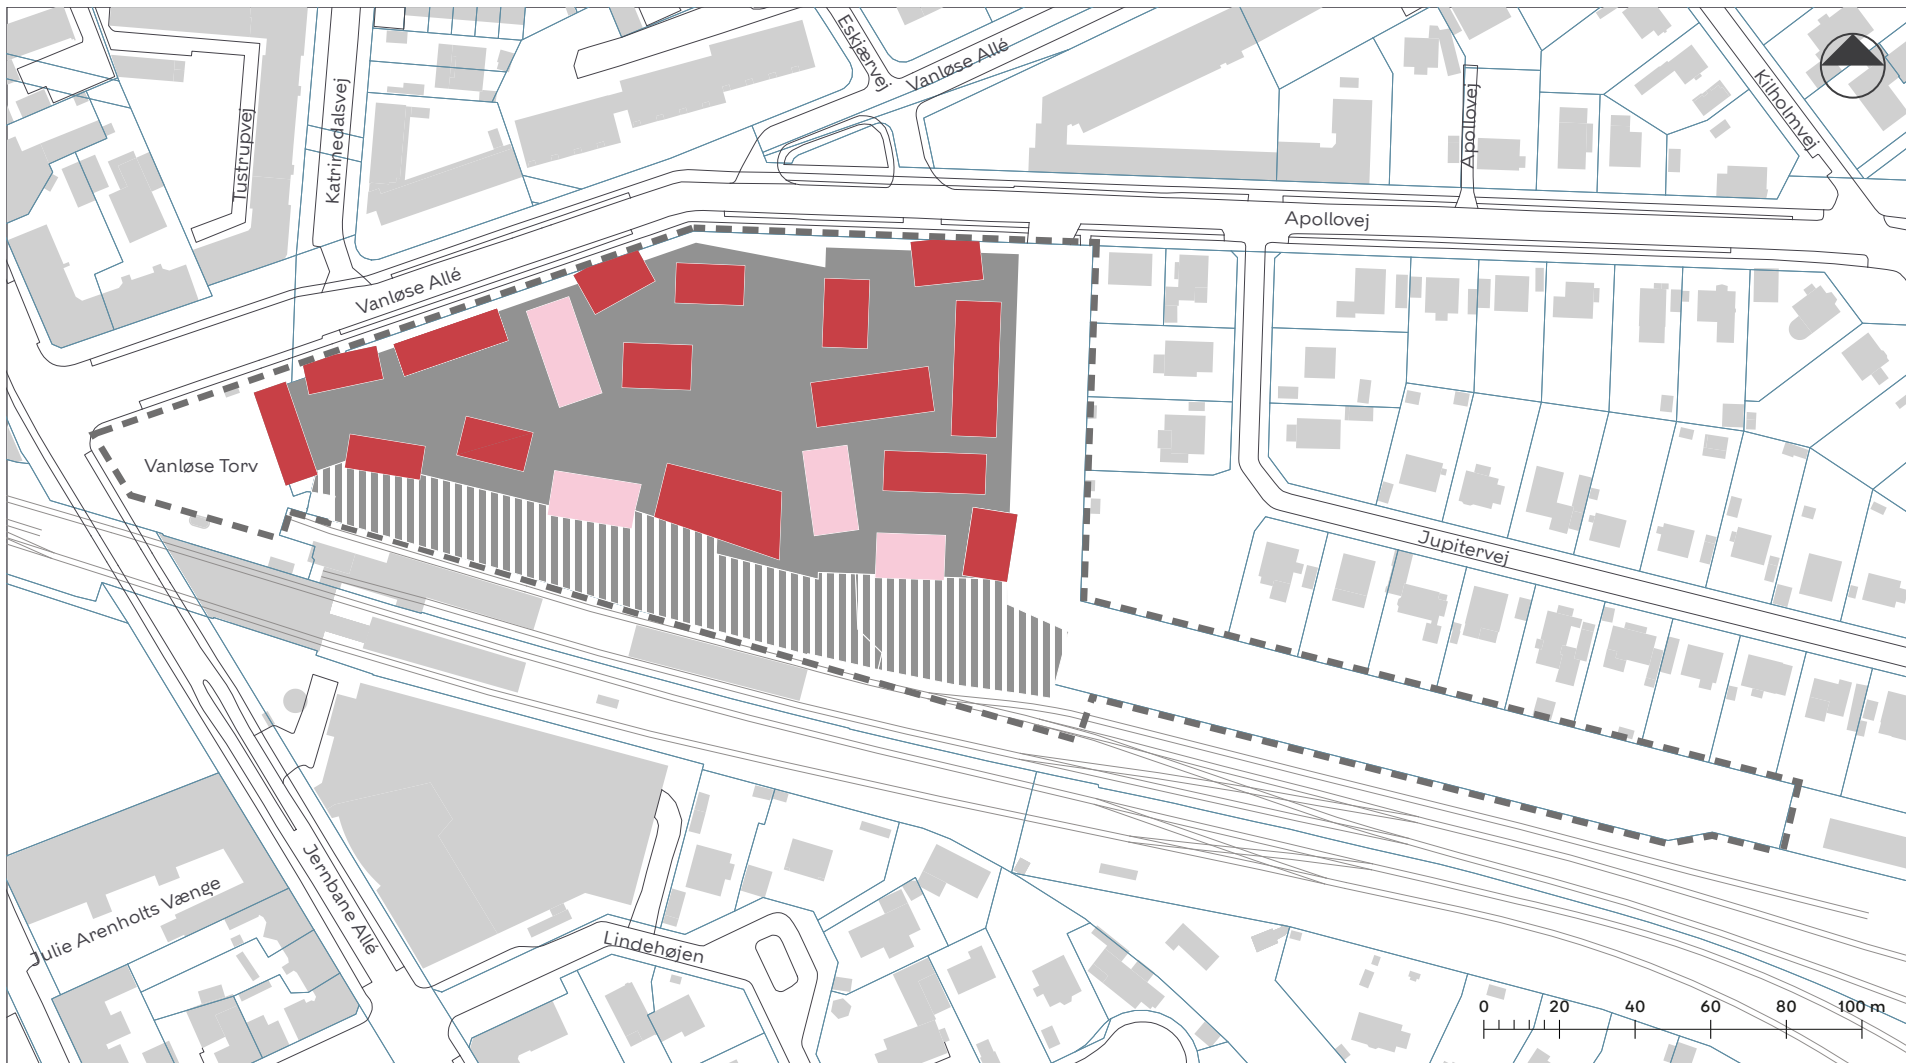 Eskjærvej
Vanløse Allé
Kilholmvej
Tustrupvej
Katrinedalsvej
Apollovej
Apollovej
Vanløse Allé
Vanløse Torv
Jupitervej
Jernbane Allé
Julie Arenholts Vænge
Lindehøjen
0 20 40 60 80 100 m